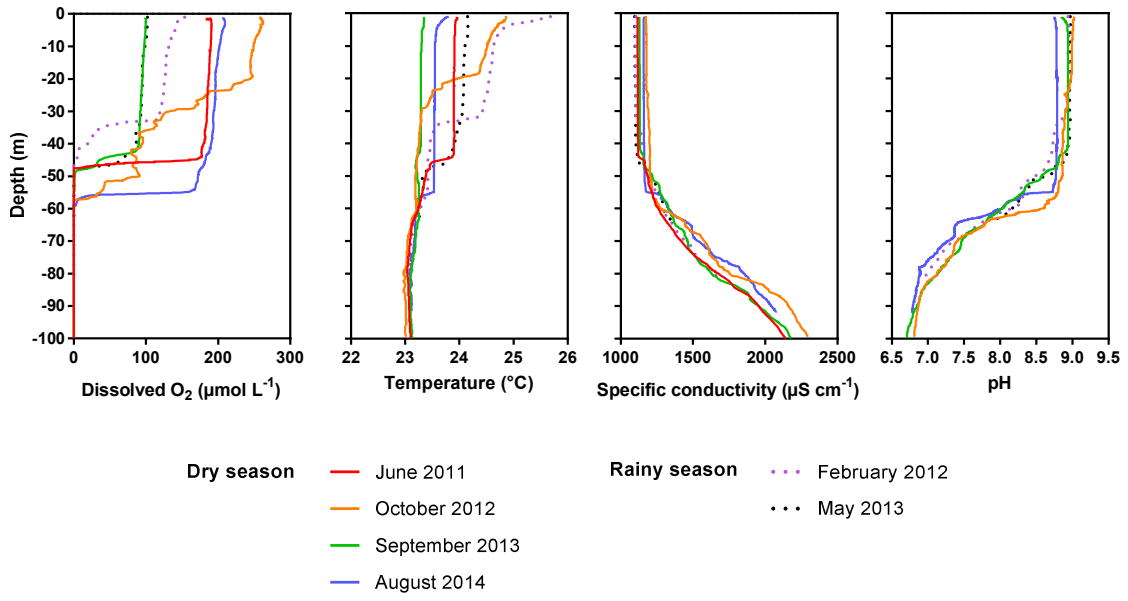 Depth (m)
0
-10
-20
-30
-40
-50
-60
-70
-80
-90
-100
0 100 200 300
Dissolved O2 (µmol L-1)
22 23 24 25 26
Temperature (°C)
1000 1500 2000 2500
Specific conductivity (µS cm-1)
6.5 7.0 7.5 8.0 8.5 9.0 9.5
pH
Dry season
June 2011
October 2012
September 2013
August 2014
Rainy season
February 2012
May 2013